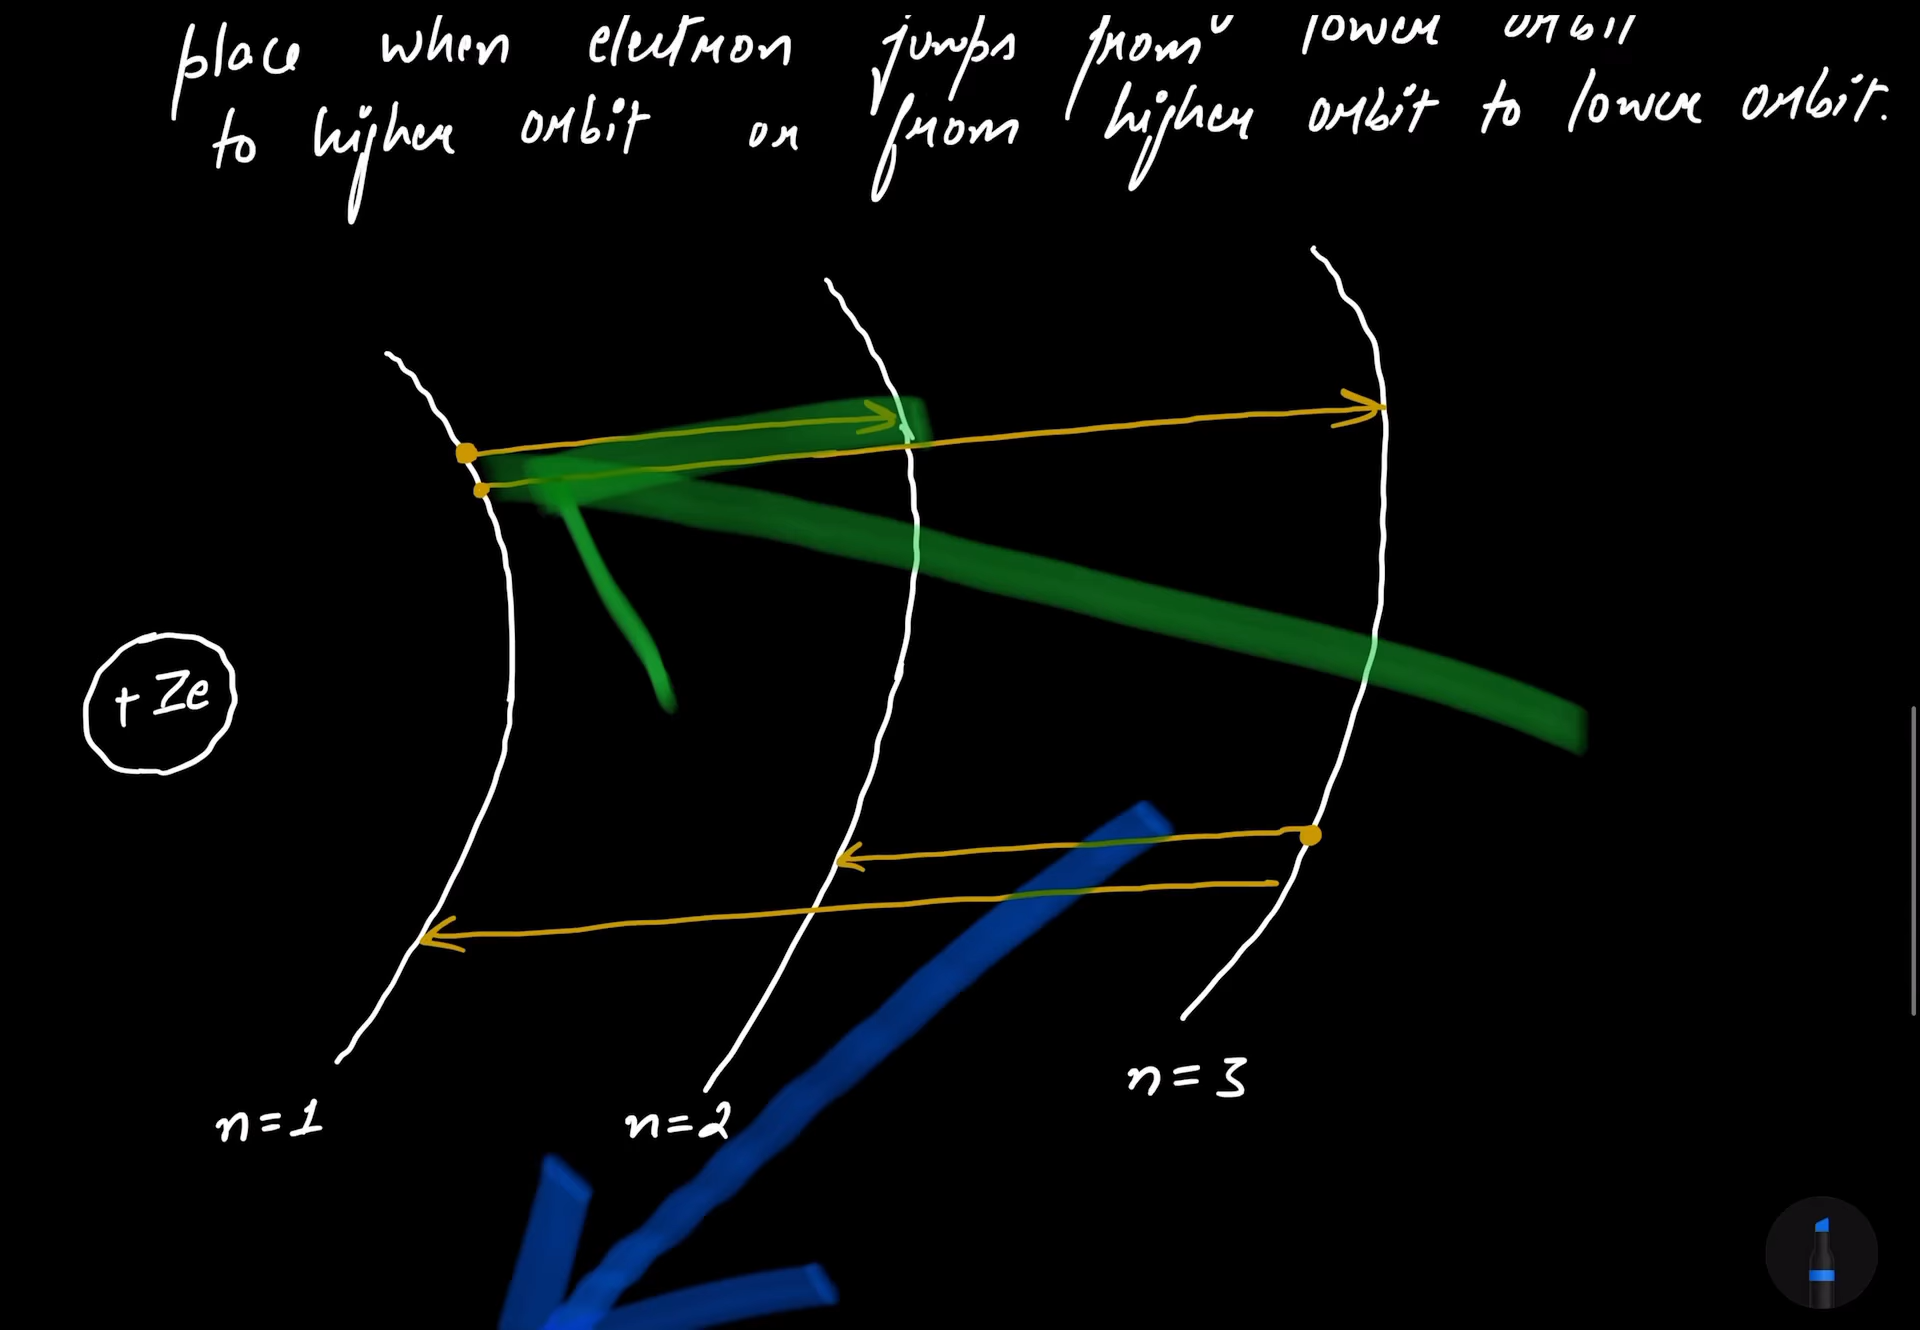 place when electron jumps from lower orbit
to higher orbit or from higher orbit to lower orbit.
+ Ze
n=1
n=2
n=3